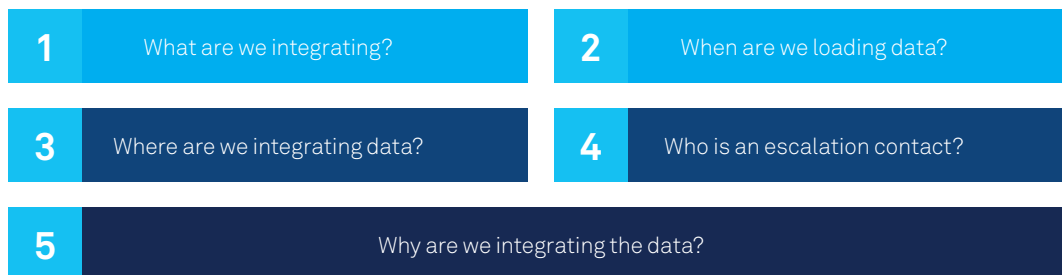 1 What are we integrating?
2 When are we loading data?
3 Where are we integrating data?
4 Who is an escalation contact?
5 Why are we integrating the data?